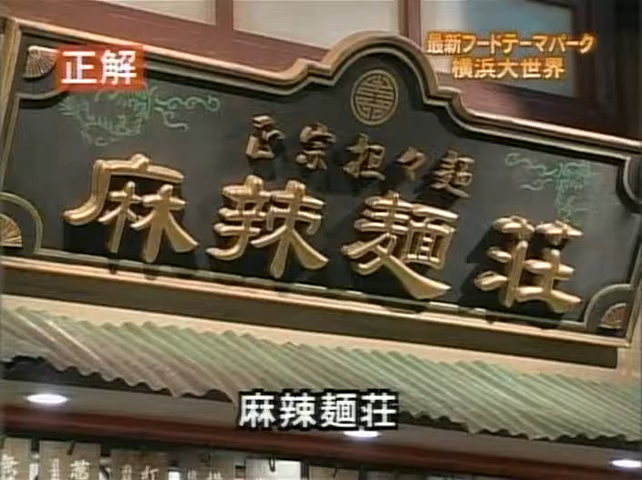 正解
最新フードテーマパーク
横浜大世界
正宗担々麺
麻辣麺荘
麻辣麺荘